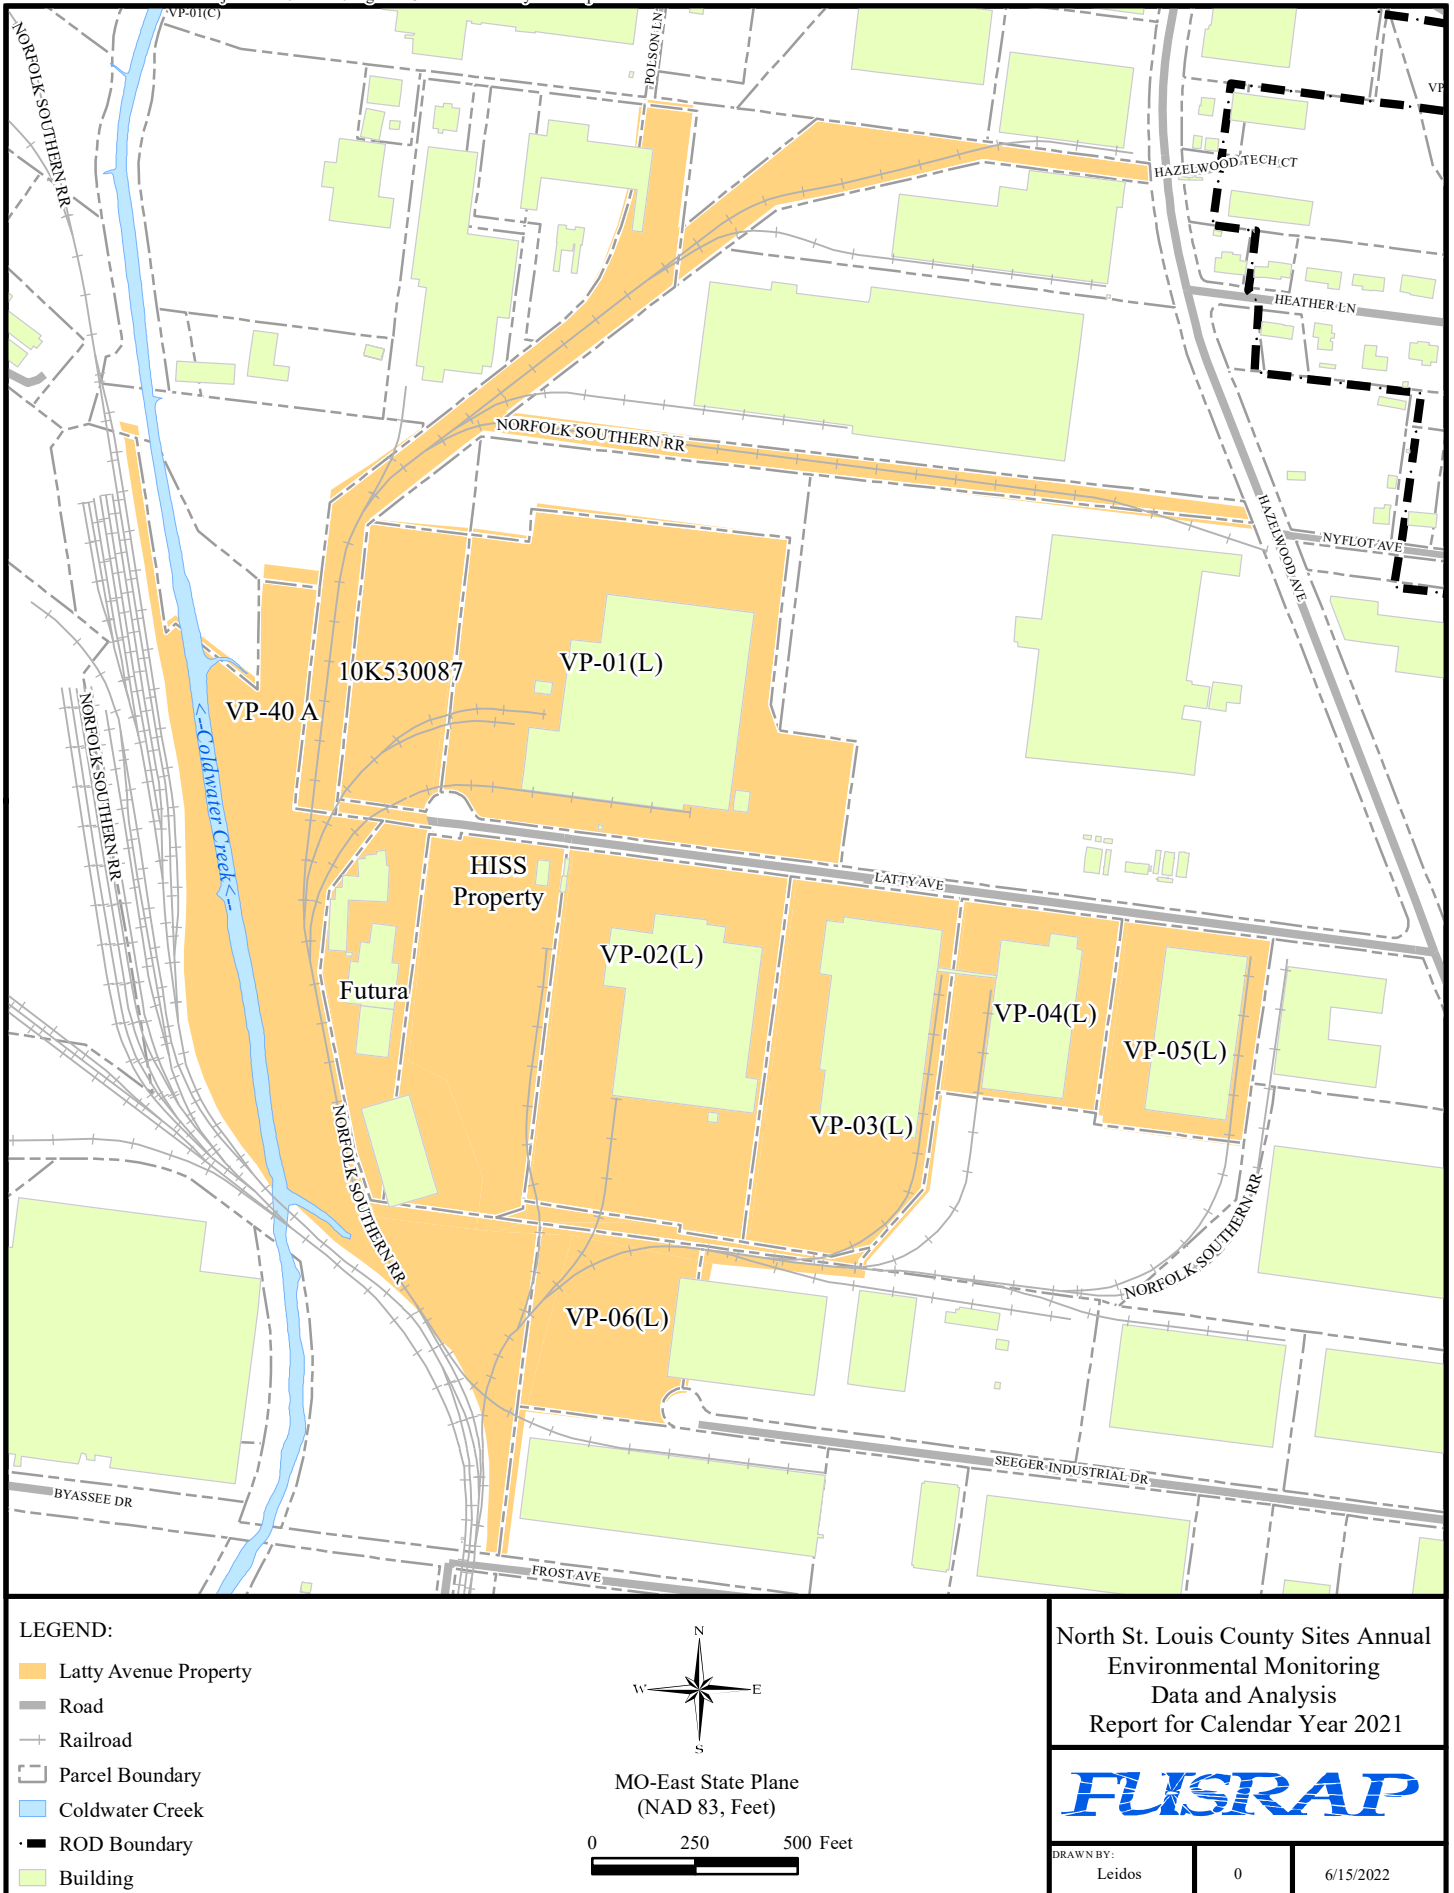 VP-01(C)
POLSON LN
NORFOLK SOUTHERN RR
VP
HAZELWOOD TECH CT
HEATHER LN
NORFOLK SOUTHERN RR
HAZELWOOD AVE
NYFLOT AVE
10K530087
VP-01(L)
VP-40 A
NORFOLK SOUTHERN RR
<--Coldwater Creek<--
HISS
Property
LATTY AVE
VP-02(L)
Futura
VP-04(L)
VP-05(L)
VP-03(L)
NORFOLK SOUTHERN RR
NORFOLK SOUTHERN RR
VP-06(L)
SEEGER INDUSTRIAL DR
BYASSEE DR
FROST AVE
LEGEND:
Latty Avenue Property
Road
Railroad
Parcel Boundary
Coldwater Creek
ROD Boundary
Building
N
W
E
S
MO-East State Plane
(NAD 83, Feet)
0 250 500 Feet
North St. Louis County Sites Annual
Environmental Monitoring
Data and Analysis
Report for Calendar Year 2021
FUSRAP
DRAWN BY:
Leidos
0
6/15/2022